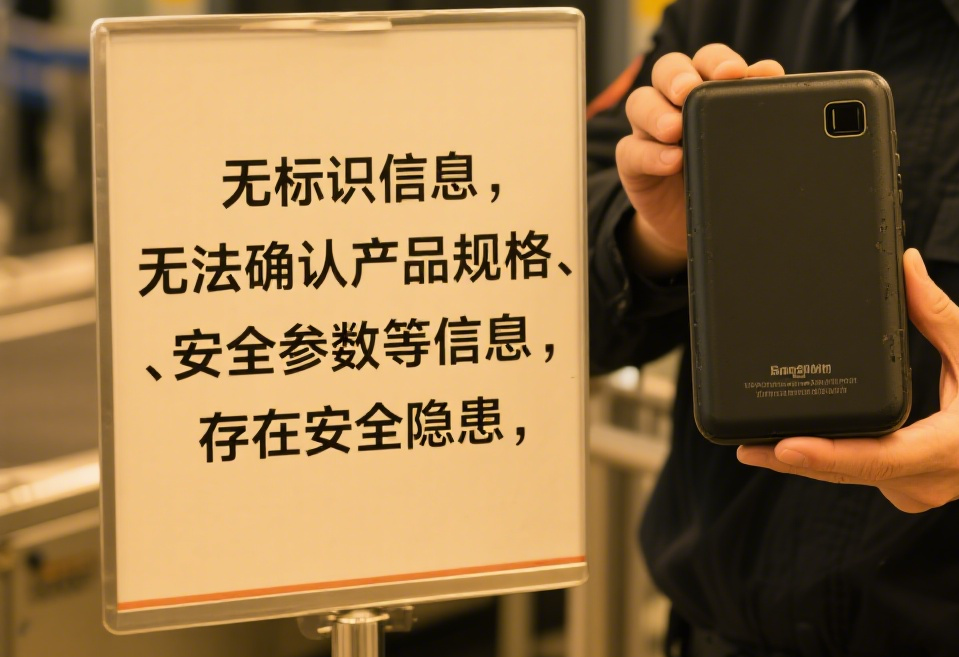 无标识信息，
无法确认产品规格、
、安全参数等信息，
存在安全隐患，